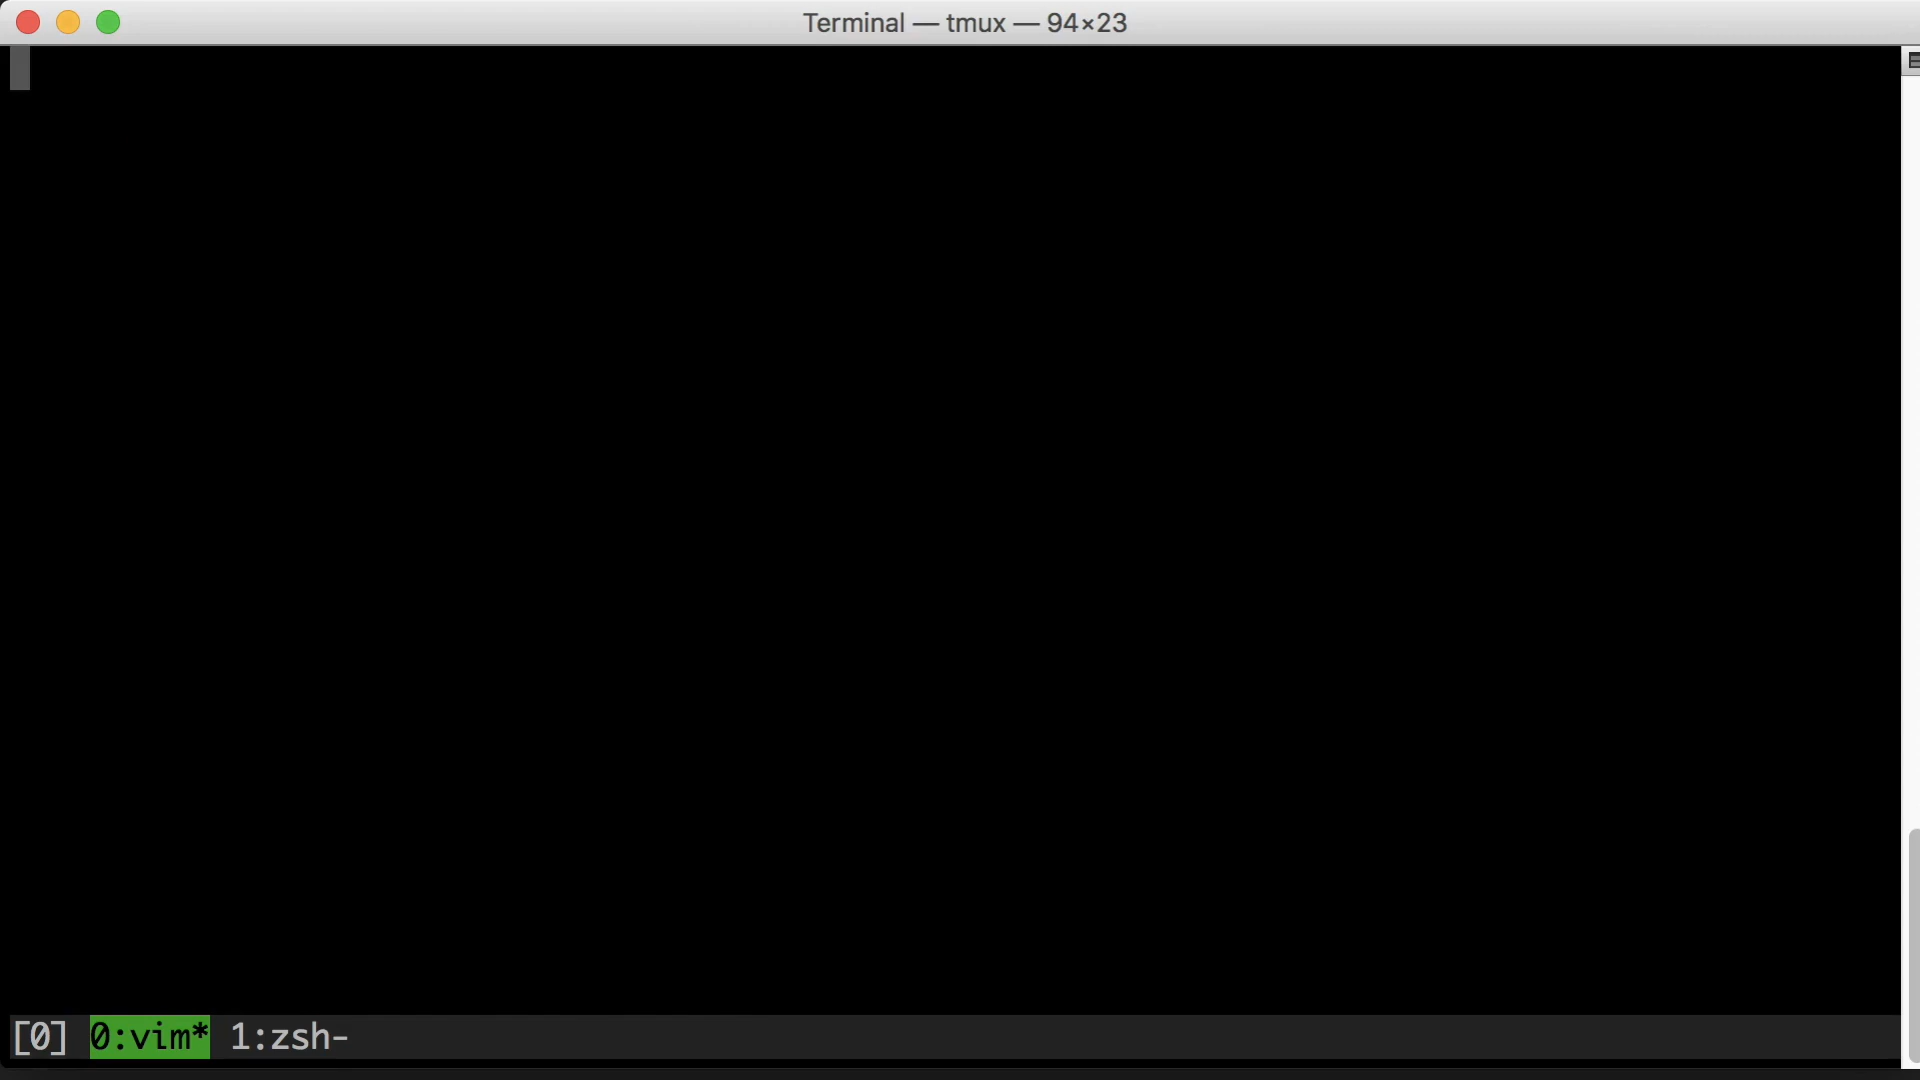 Terminal — tmux — 94×23
[0] 0:vim* 1:zsh-